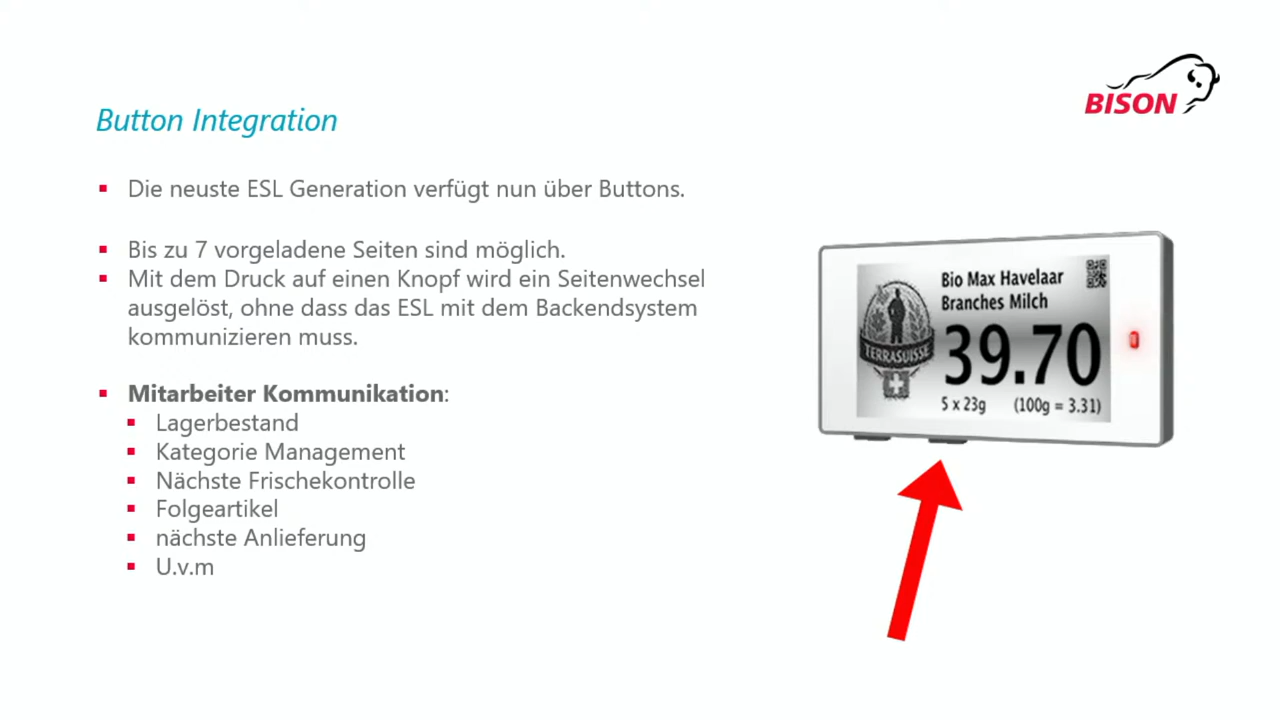 BISON
Button Integration
Die neuste ESL Generation verfügt nun über Buttons.
Bis zu 7 vorgeladene Seiten sind möglich.
Mit dem Druck auf einen Knopf wird ein Seitenwechsel
ausgelöst, ohne dass das ESL mit dem Backendsystem
kommunizieren muss.
Mitarbeiter Kommunikation:
Lagerbestand
Kategorie Management
Nächste Frischekontrolle
Folgeartikel
nächste Anlieferung
U.v.m
Bio Max Havelaar
Branches Milch
TERRASUISSE
39.70
5 x 23g (100g = 3.31)